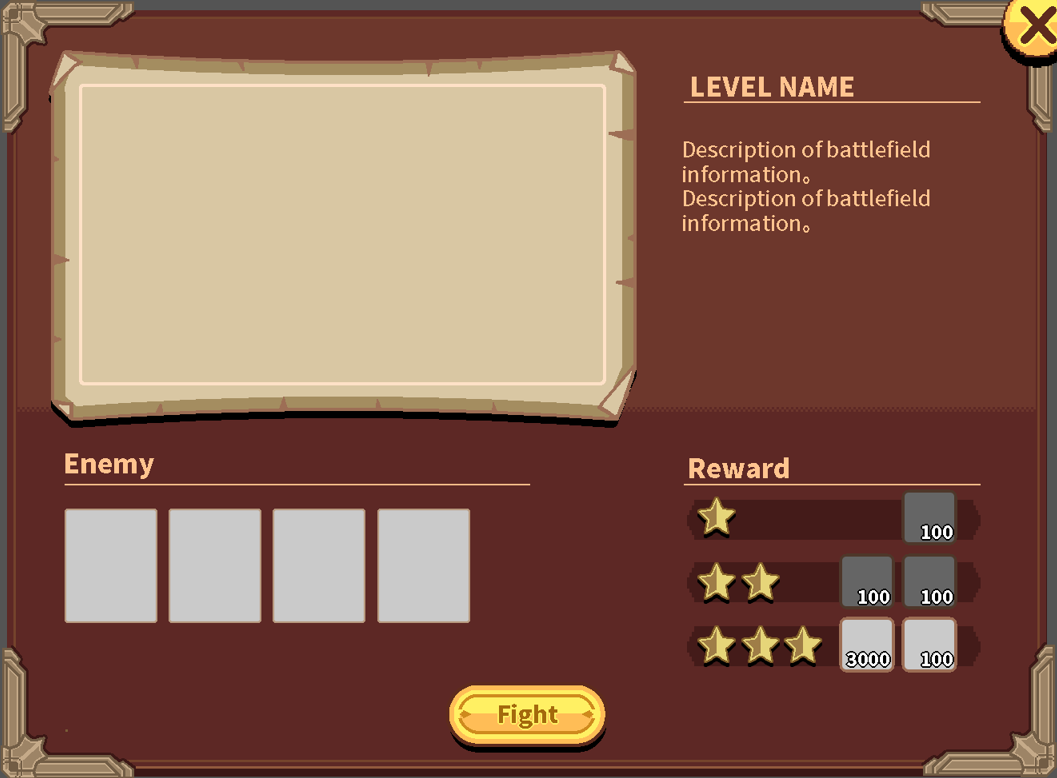 LEVEL NAME
Description of battlefield
information。
Description of battlefield
information。
Enemy
Reward
100
100 100
3000 100
Fight